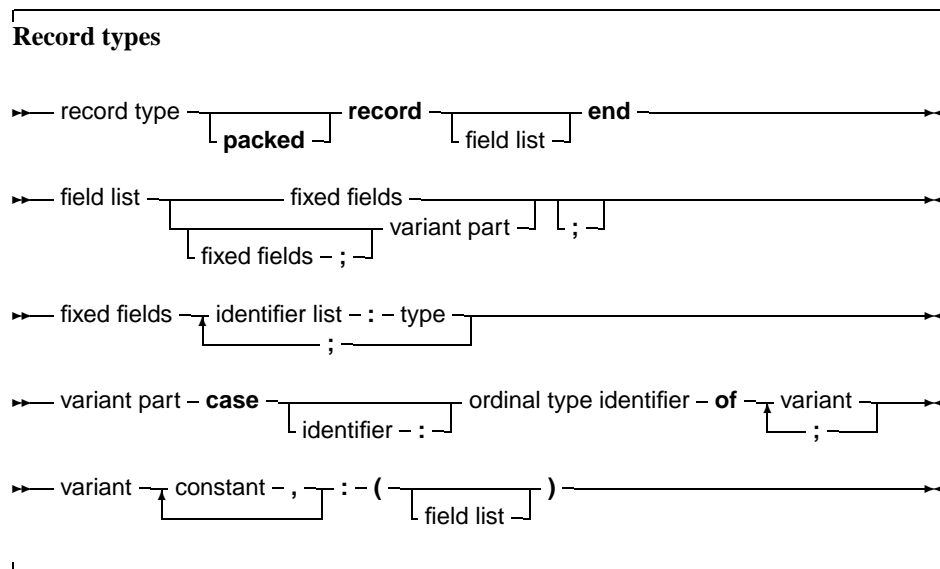 Record types
record type record end
packed field list
field list fixed fields
variant part ;
fixed fields ;
fixed fields identifier list : type
;
variant part case ordinal type identifier of variant
identifier : ;
variant constant , : ( )
field list